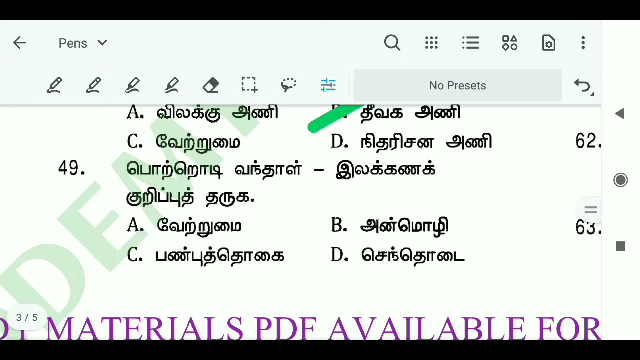 Pens
No Presets
A. விலக்கு அணி B. தீவக அணி
C. வேற்றுமை D. நிதரிசன அணி 62.
49. பொற்றொடி வந்தாள் – இலக்கணக்
குறிப்புத் தருக.
A. வேற்றுமை B. அன்மொழி 63.
C. பண்புத்தொகை D. செந்தொடை
3 / 5
MATERIALS PDF AVAILABLE FOR